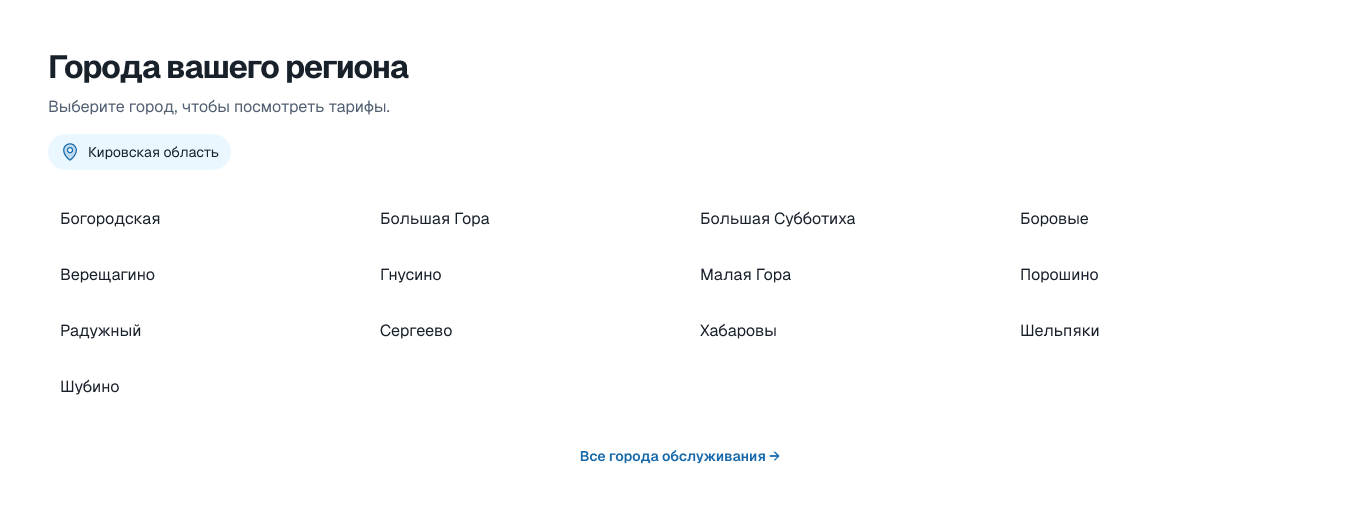 Города вашего региона
Выберите город, чтобы посмотреть тарифы.
Кировская область
Богородская Большая Гора Большая Субботиха Боровые
Верещагино Гнусино Малая Гора Порошино
Радужный Сергеево Хабаровы Шельпяки
Шубино
Все города обслуживания →